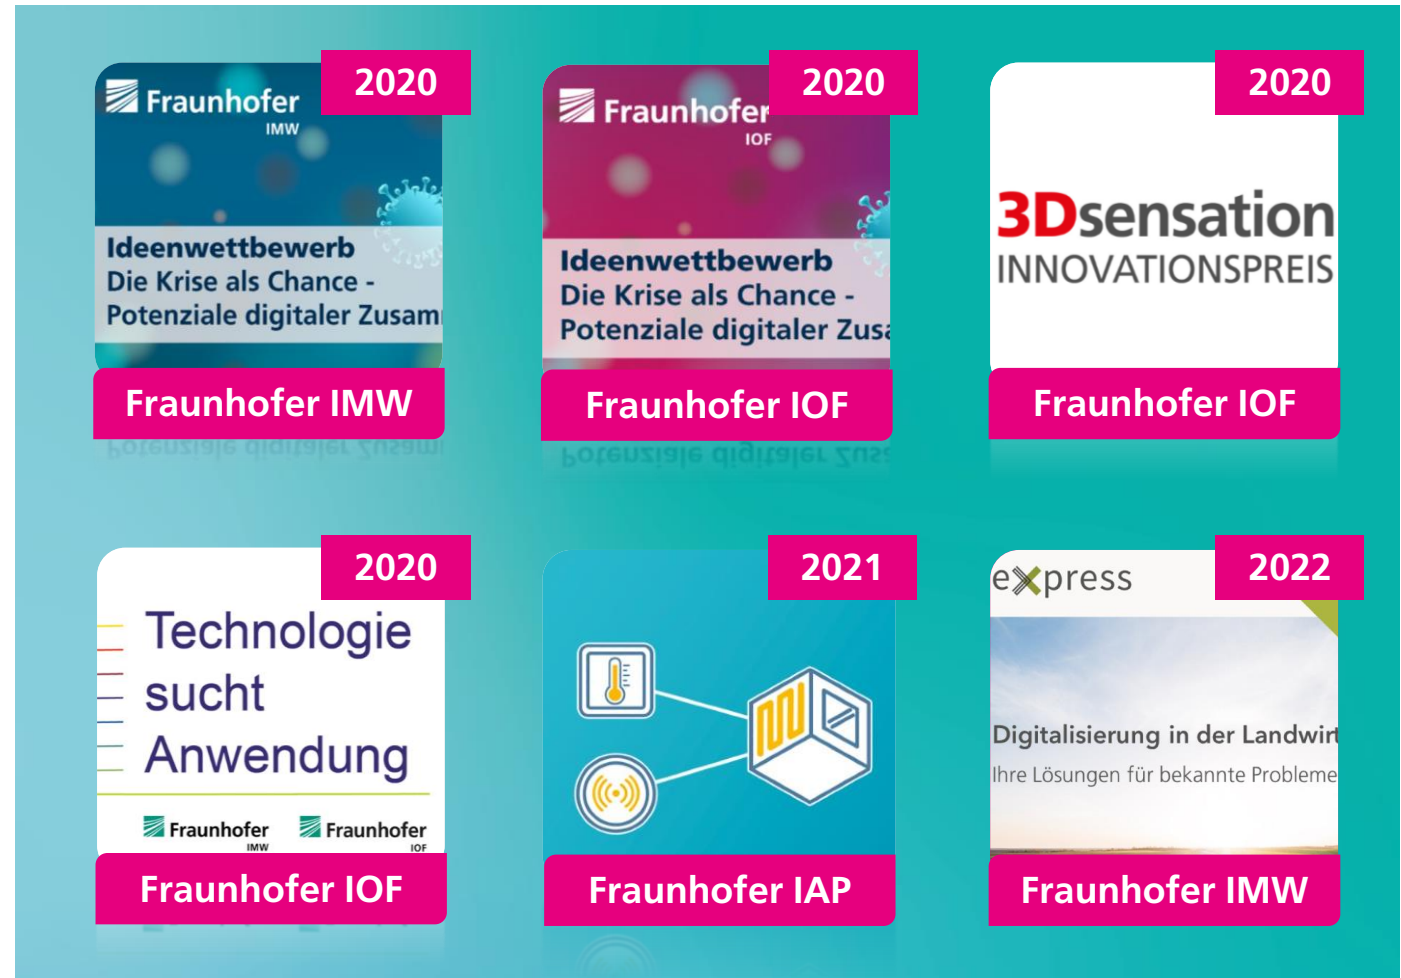 2020
Fraunhofer
IMW
Ideenwettbewerb
Die Krise als Chance -
Potenziale digitaler Zusam
Fraunhofer IMW
2020
Fraunhofer
IOF
Ideenwettbewerb
Die Krise als Chance -
Potenziale digitaler Zusa
Fraunhofer IOF
2020
3Dsensation
INNOVATIONSPREIS
Fraunhofer IOF
2020
Technologie
sucht
Anwendung
Fraunhofer Fraunhofer
IMW IOF
Fraunhofer IOF
2021
Fraunhofer IAP
2022
express
Digitalisierung in der Landwirt
Ihre Lösungen für bekannte Probleme
Fraunhofer IMW